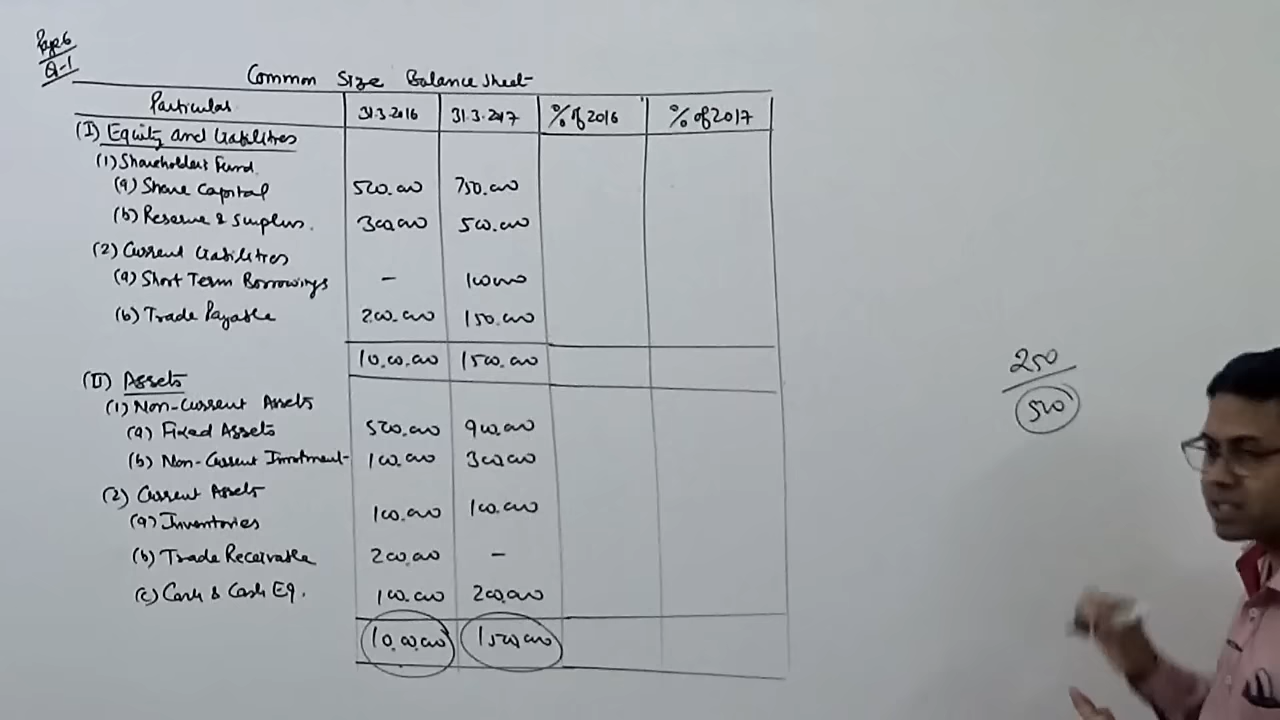 Page 6
Q-1
Common Size Balance Sheet
Particulars 31.3.2016 31.3.2017 % of 2016 % of 2017
(I) Equity and Liabilities
(1) Shareholders Fund.
(a) Share Capital 500,000 750,000
(b) Reserve & Surplus. 300,000 500,000
(2) Current Liabilities
(a) Short Term Borrowings - 100000
(b) Trade Payable 200,000 150,000
10,00,000 1500,000
(II) Assets
(1) Non-Current Assets
(a) Fixed Assets 500,000 900,000
(b) Non-Current Investment 100,000 300,000
(2) Current Assets
(a) Inventories 100,000 100,000
(b) Trade Receivable 200,000 -
(c) Cash & Cash Eq. 100,000 200,000
10,00,000 1500,000
250
500